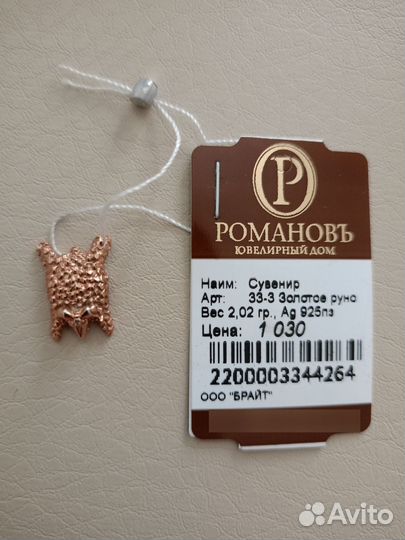 Р
РОМАНОВЪ
ЮВЕЛИРНЫЙ ДОМ
Наим: Сувенир
Арт: 33-3 Золотое руно
Вес 2,02 гр., Ag 925пз
Цена: 1 030
2200003344264
ООО "БРАЙТ"
Avito